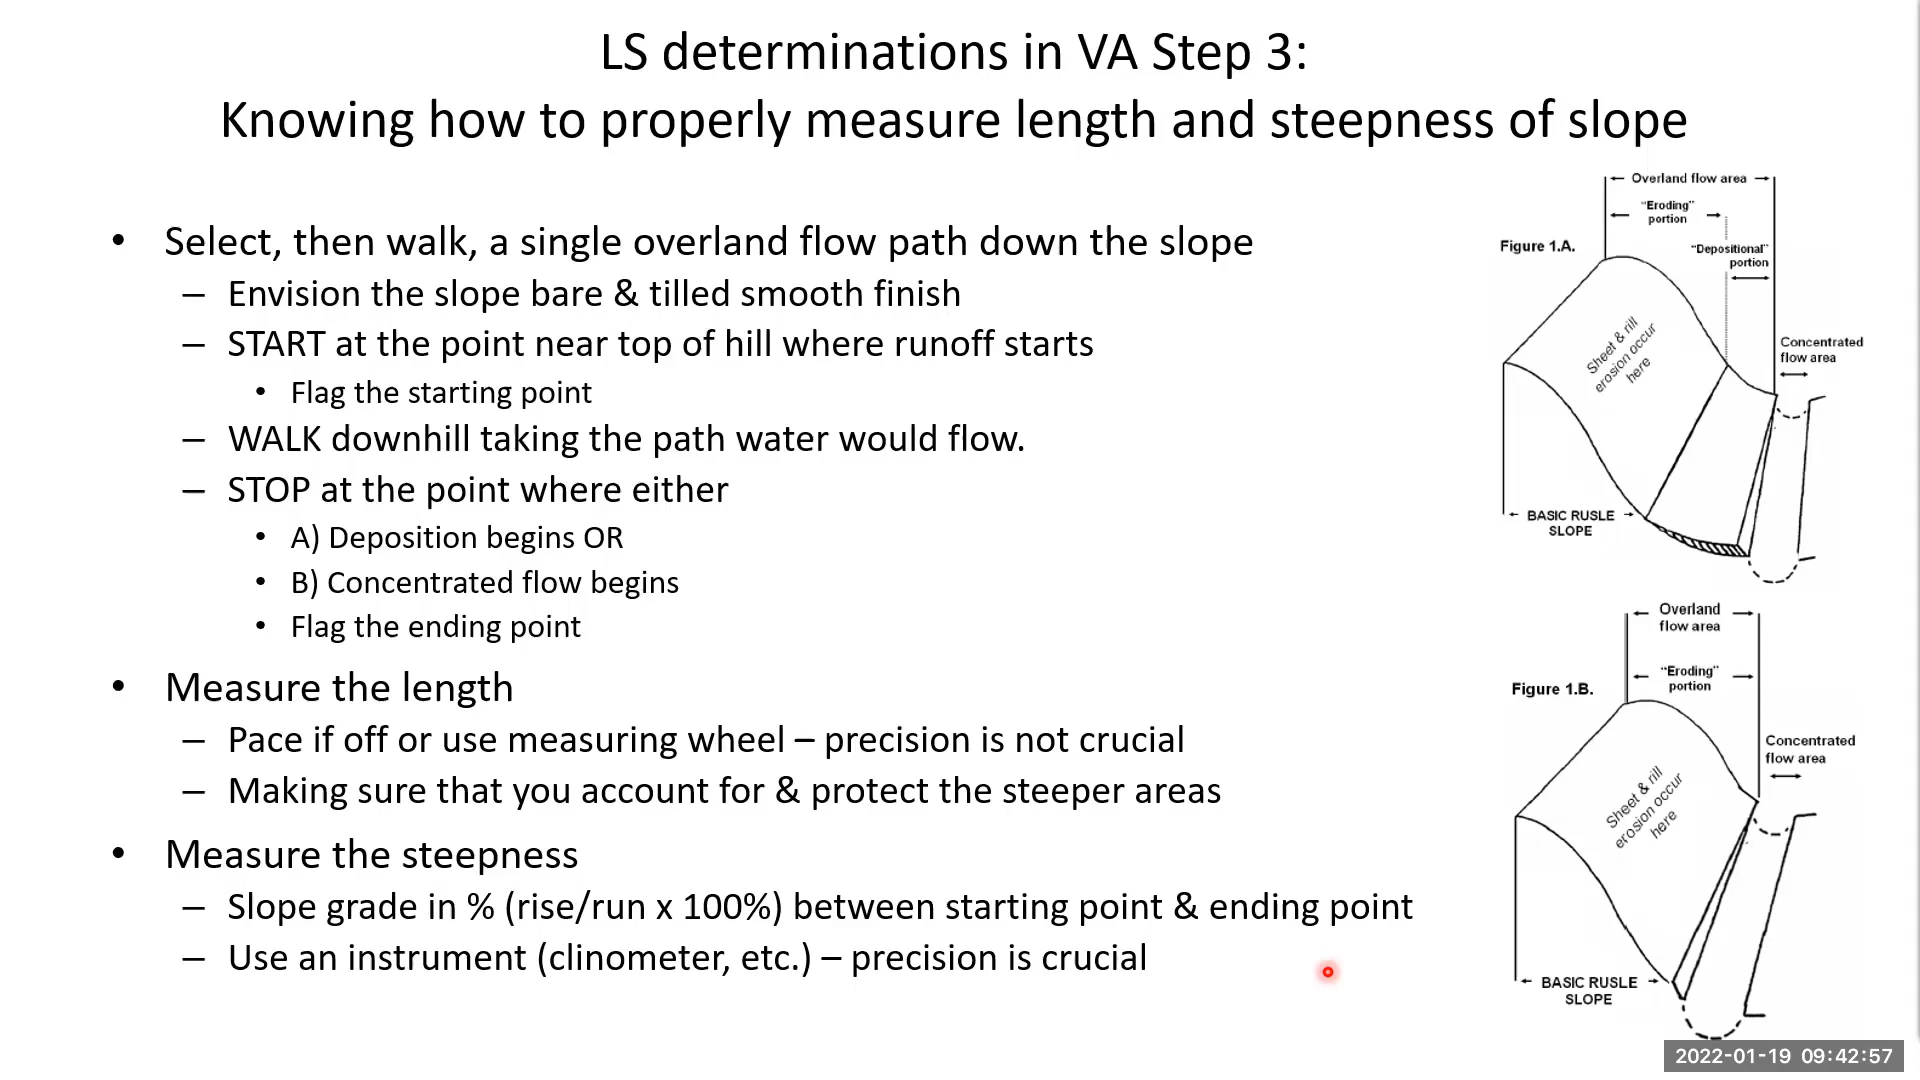 LS determinations in VA Step 3:
Knowing how to properly measure length and steepness of slope
• Select, then walk, a single overland flow path down the slope
– Envision the slope bare & tilled smooth finish
– START at the point near top of hill where runoff starts
• Flag the starting point
– WALK downhill taking the path water would flow.
– STOP at the point where either
• A) Deposition begins OR
• B) Concentrated flow begins
• Flag the ending point
• Measure the length
– Pace if off or use measuring wheel – precision is not crucial
– Making sure that you account for & protect the steeper areas
• Measure the steepness
– Slope grade in % (rise/run x 100%) between starting point & ending point
– Use an instrument (clinometer, etc.) – precision is crucial
Overland flow area
"Eroding"
portion
Figure 1.A.
"Depositional"
portion
Sheet & rill
erosion occur
here
Concentrated
flow area
BASIC RUSLE
SLOPE
Overland
flow area
"Eroding"
portion
Figure 1.B.
Concentrated
flow area
Sheet & rill
erosion occur
here
BASIC RUSLE
SLOPE
2022-01-19 09:42:57